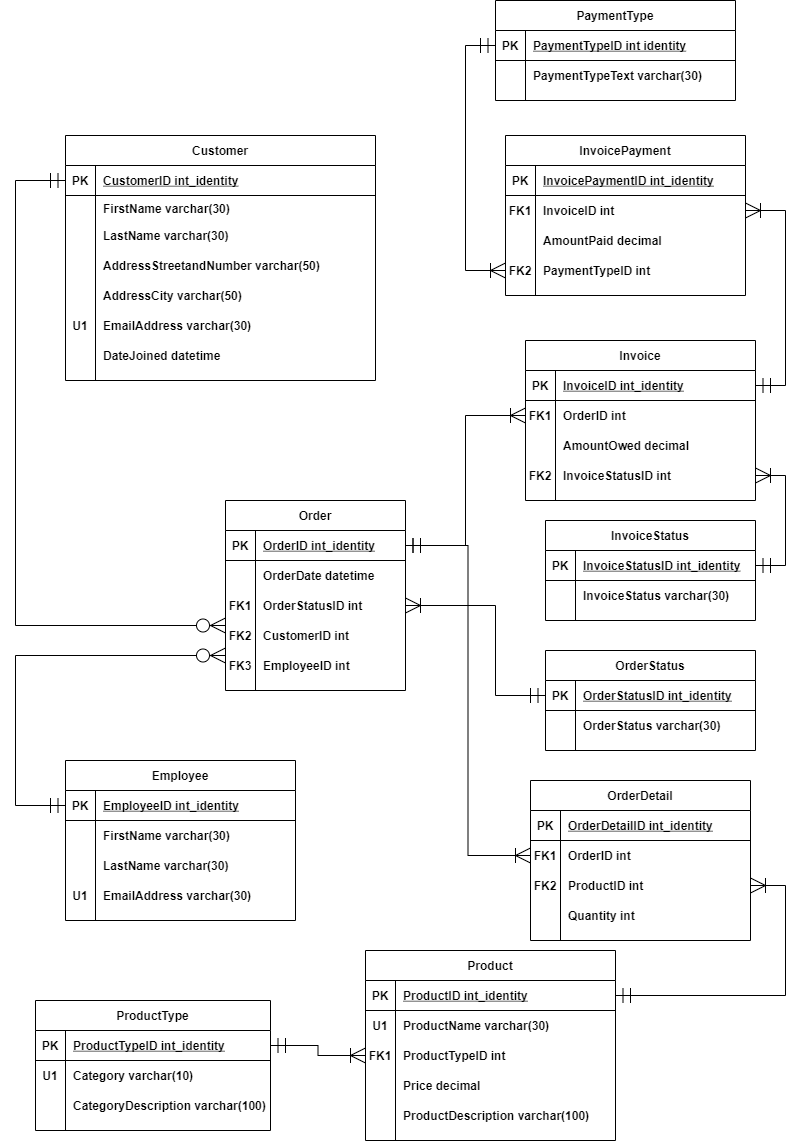 PaymentType
PK PaymentTypeID int identity
PaymentTypeText varchar(30)
Customer
PK CustomerID int_identity
FirstName varchar(30)
LastName varchar(30)
AddressStreetandNumber varchar(50)
AddressCity varchar(50)
U1 EmailAddress varchar(30)
DateJoined datetime
InvoicePayment
PK InvoicePaymentID int_identity
FK1 InvoiceID int
AmountPaid decimal
FK2 PaymentTypeID int
Invoice
PK InvoiceID int_identity
FK1 OrderID int
AmountOwed decimal
FK2 InvoiceStatusID int
Order
PK OrderID int_identity
OrderDate datetime
FK1 OrderStatusID int
FK2 CustomerID int
FK3 EmployeeID int
InvoiceStatus
PK InvoiceStatusID int_identity
InvoiceStatus varchar(30)
OrderStatus
PK OrderStatusID int_identity
OrderStatus varchar(30)
Employee
PK EmployeeID int_identity
FirstName varchar(30)
LastName varchar(30)
U1 EmailAddress varchar(30)
OrderDetail
PK OrderDetailID int_identity
FK1 OrderID int
FK2 ProductID int
Quantity int
Product
PK ProductID int_identity
U1 ProductName varchar(30)
FK1 ProductTypeID int
Price decimal
ProductDescription varchar(100)
ProductType
PK ProductTypeID int_identity
U1 Category varchar(10)
CategoryDescription varchar(100)